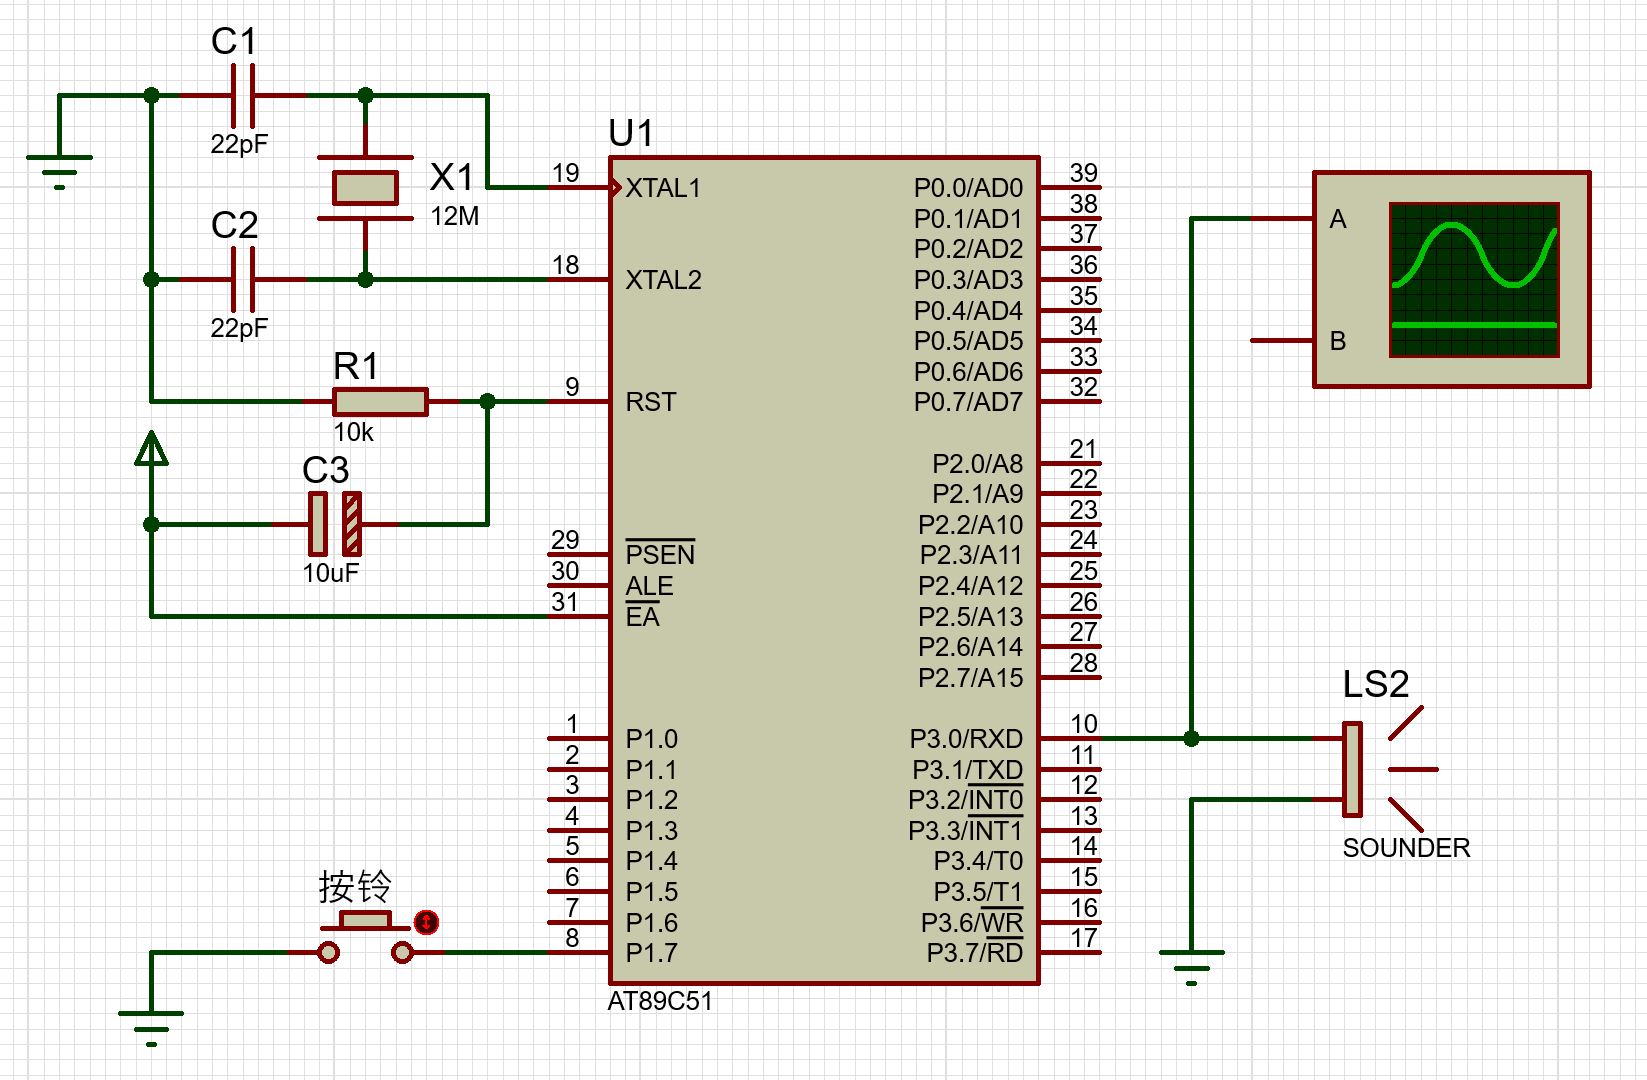 C1
22pF
X1
12M
C2
22pF
R1
10k
C3
10uF
按铃
U1
19 XTAL1
18 XTAL2
9 RST
29 PSEN
30 ALE
31 EA
1 P1.0
2 P1.1
3 P1.2
4 P1.3
5 P1.4
6 P1.5
7 P1.6
8 P1.7
P0.0/AD0 39
P0.1/AD1 38
P0.2/AD2 37
P0.3/AD3 36
P0.4/AD4 35
P0.5/AD5 34
P0.6/AD6 33
P0.7/AD7 32
P2.0/A8 21
P2.1/A9 22
P2.2/A10 23
P2.3/A11 24
P2.4/A12 25
P2.5/A13 26
P2.6/A14 27
P2.7/A15 28
P3.0/RXD 10
P3.1/TXD 11
P3.2/INT0 12
P3.3/INT1 13
P3.4/T0 14
P3.5/T1 15
P3.6/WR 16
P3.7/RD 17
AT89C51
A
B
LS2
SOUNDER